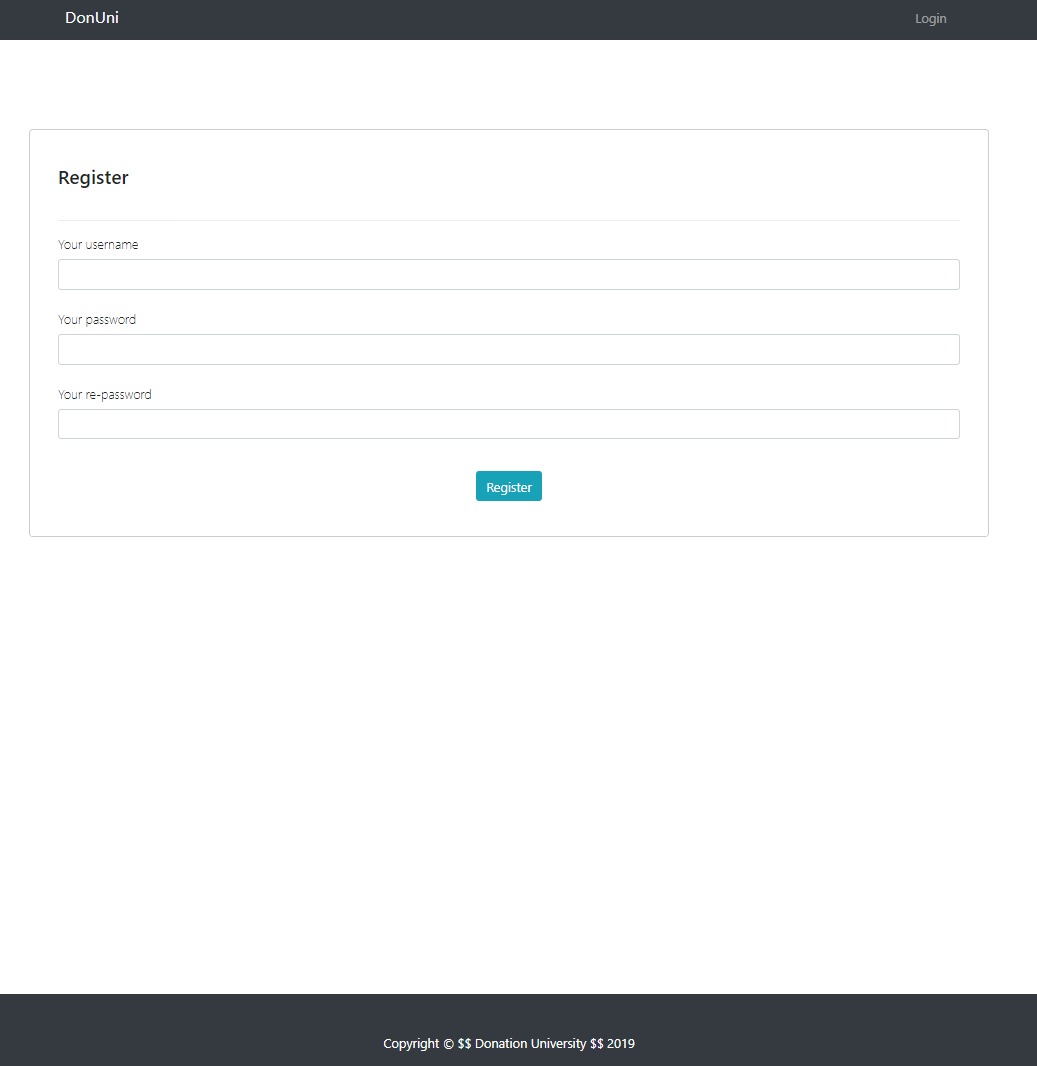 DonUni Login
Register
Your username
Your password
Your re-password
Register
Copyright © $$ Donation University $$ 2019